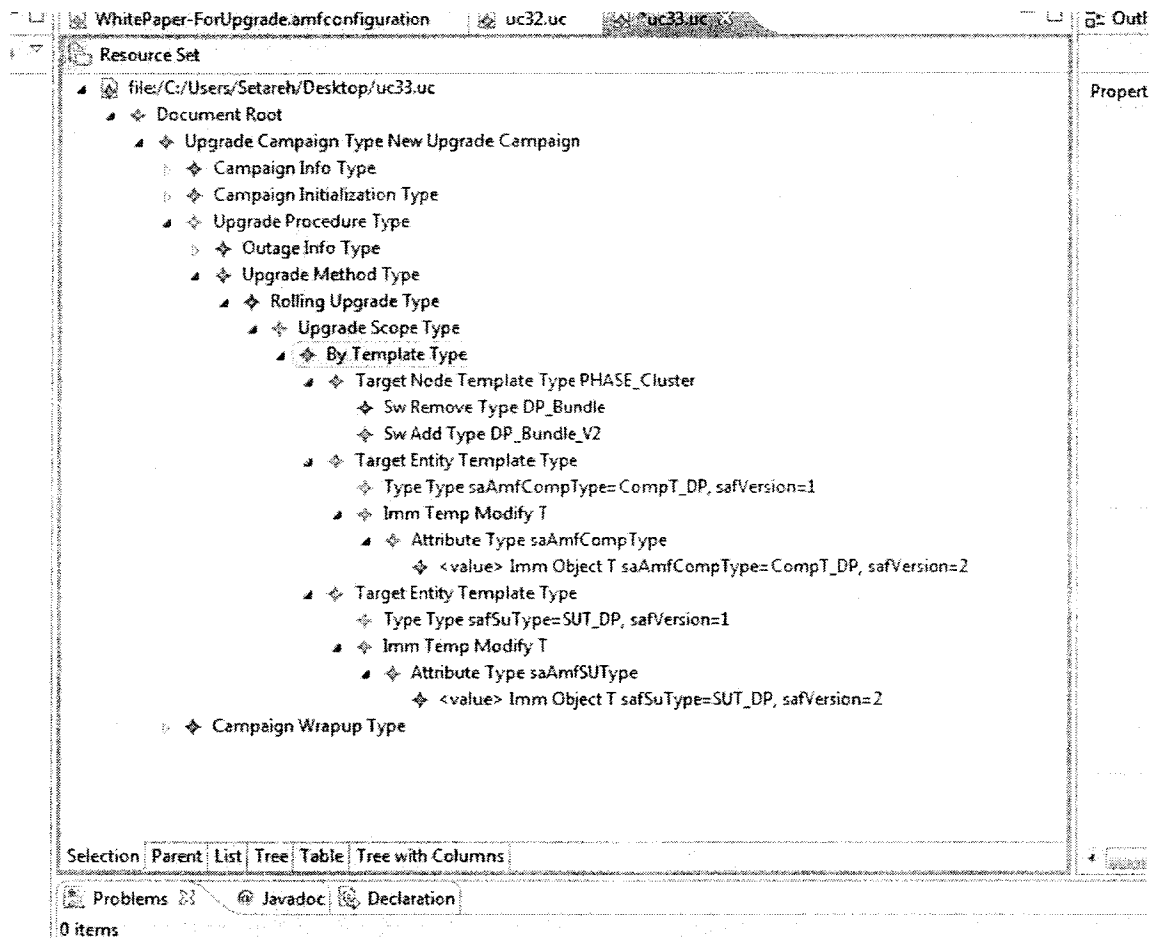 WhitePaper-ForUpgrade.amfconfiguration uc32.uc *uc33.uc Outl
Resource Set
file:/C:/Users/Setareh/Desktop/uc33.uc Propert
Document Root
Upgrade Campaign Type New Upgrade Campaign
Campaign Info Type
Campaign Initialization Type
Upgrade Procedure Type
Outage Info Type
Upgrade Method Type
Rolling Upgrade Type
Upgrade Scope Type
By Template Type
Target Node Template Type PHASE_Cluster
Sw Remove Type DP_Bundle
Sw Add Type DP_Bundle_V2
Target Entity Template Type
Type Type saAmfCompType=CompT_DP, safVersion=1
Imm Temp Modify T
Attribute Type saAmfCompType
<value> Imm Object T saAmfCompType=CompT_DP, safVersion=2
Target Entity Template Type
Type Type safSuType=SUT_DP, safVersion=1
Imm Temp Modify T
Attribute Type saAmfSUType
<value> Imm Object T safSuType=SUT_DP, safVersion=2
Campaign Wrapup Type
Selection Parent List Tree Table Tree with Columns
Problems Javadoc Declaration
0 items